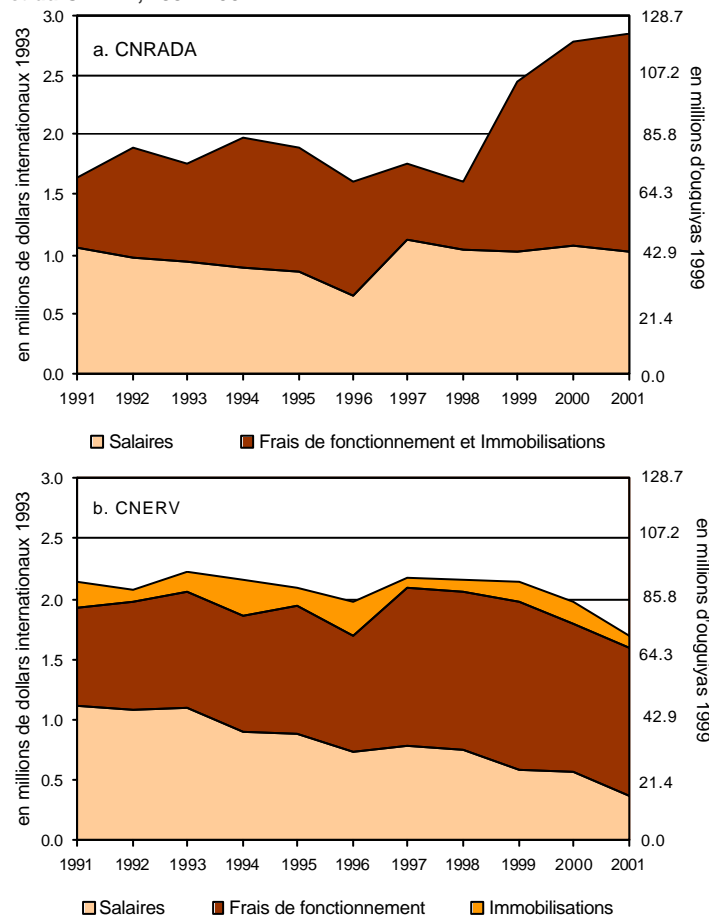 3.0
2.5
2.0
1.5
1.0
0.5
0.0
en millions de dollars internationaux 1993
a. CNRADA
128.7
107.2
85.8
64.3
42.9
21.4
0.0
en millions d'ouquiyas 1999
1991 1992 1993 1994 1995 1996 1997 1998 1999 2000 2001
Salaires Frais de fonctionnement et Immobilisations
3.0
2.5
2.0
1.5
1.0
0.5
0.0
en millions de dollars internationaux 1993
b. CNERV
128.7
107.2
85.8
64.3
42.9
21.4
0.0
en millions d'ouguiyas 1999
1991 1992 1993 1994 1995 1996 1997 1998 1999 2000 2001
Salaires Frais de fonctionnement Immobilisations